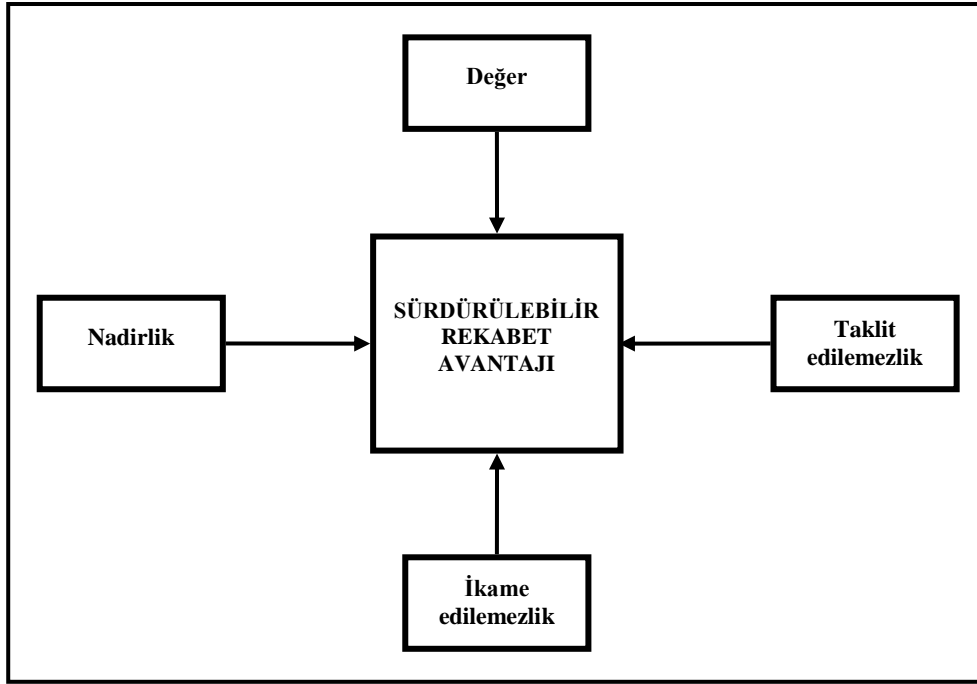 Değer
Nadirlik
SÜRDÜRÜLEBİLİR
REKABET
AVANTAJI
Taklit
edilemezlik
İkame
edilemezlik